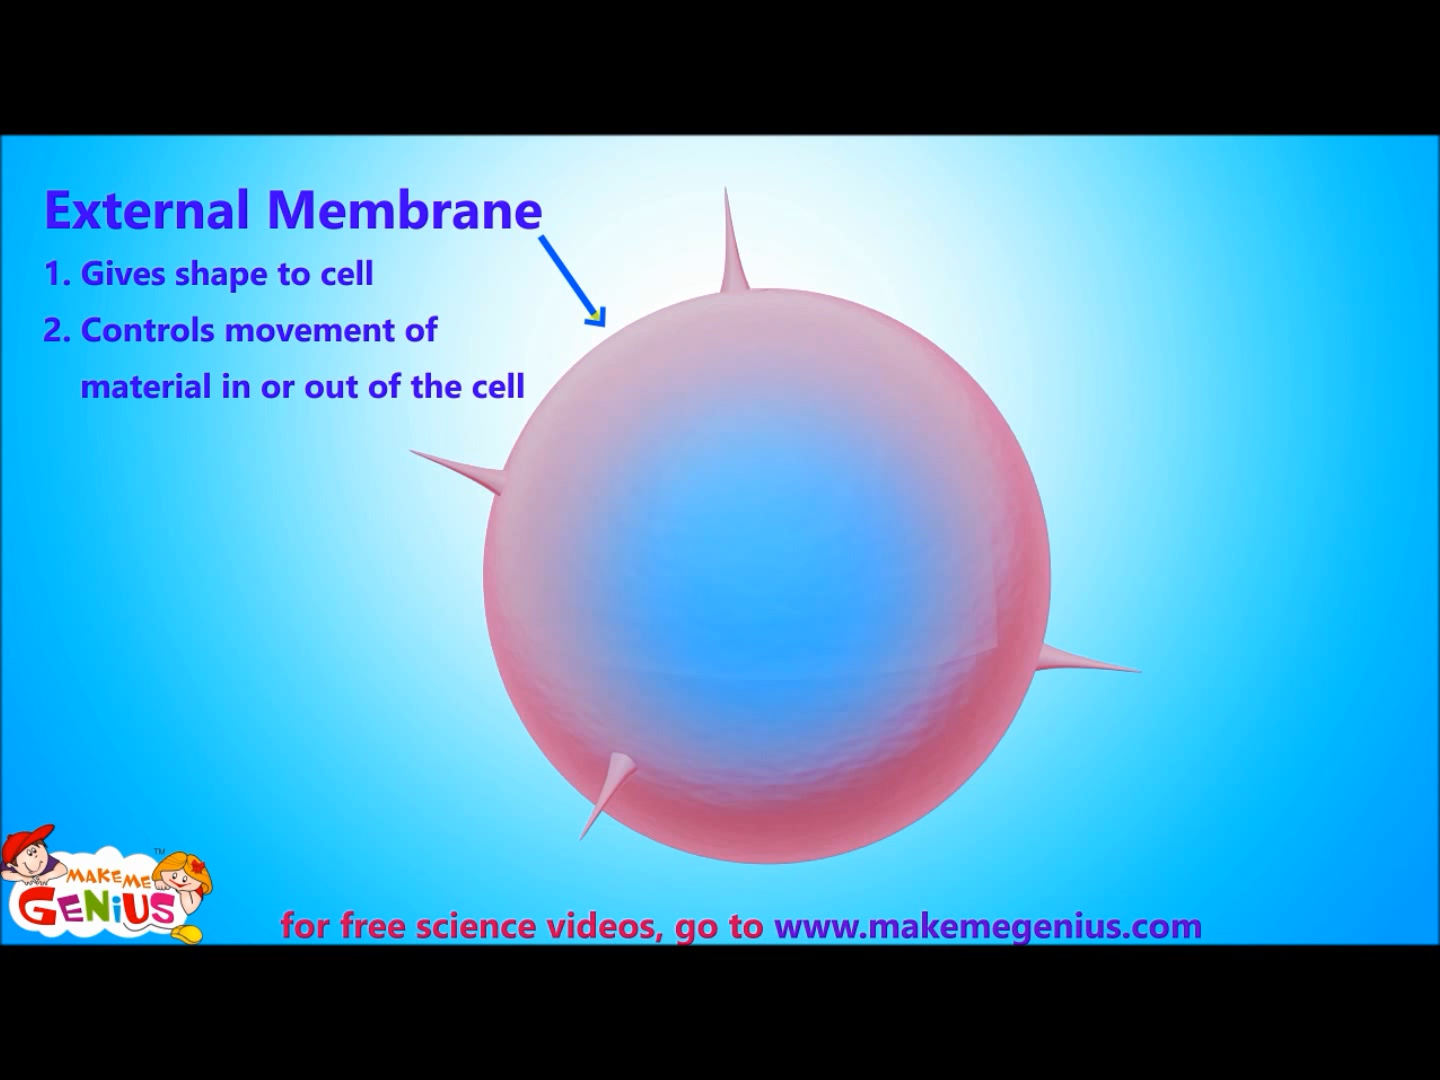 External Membrane
1. Gives shape to cell
2. Controls movement of
material in or out of the cell
TM
MAKE ME
GENiUS
for free science videos, go to www.makemegenius.com